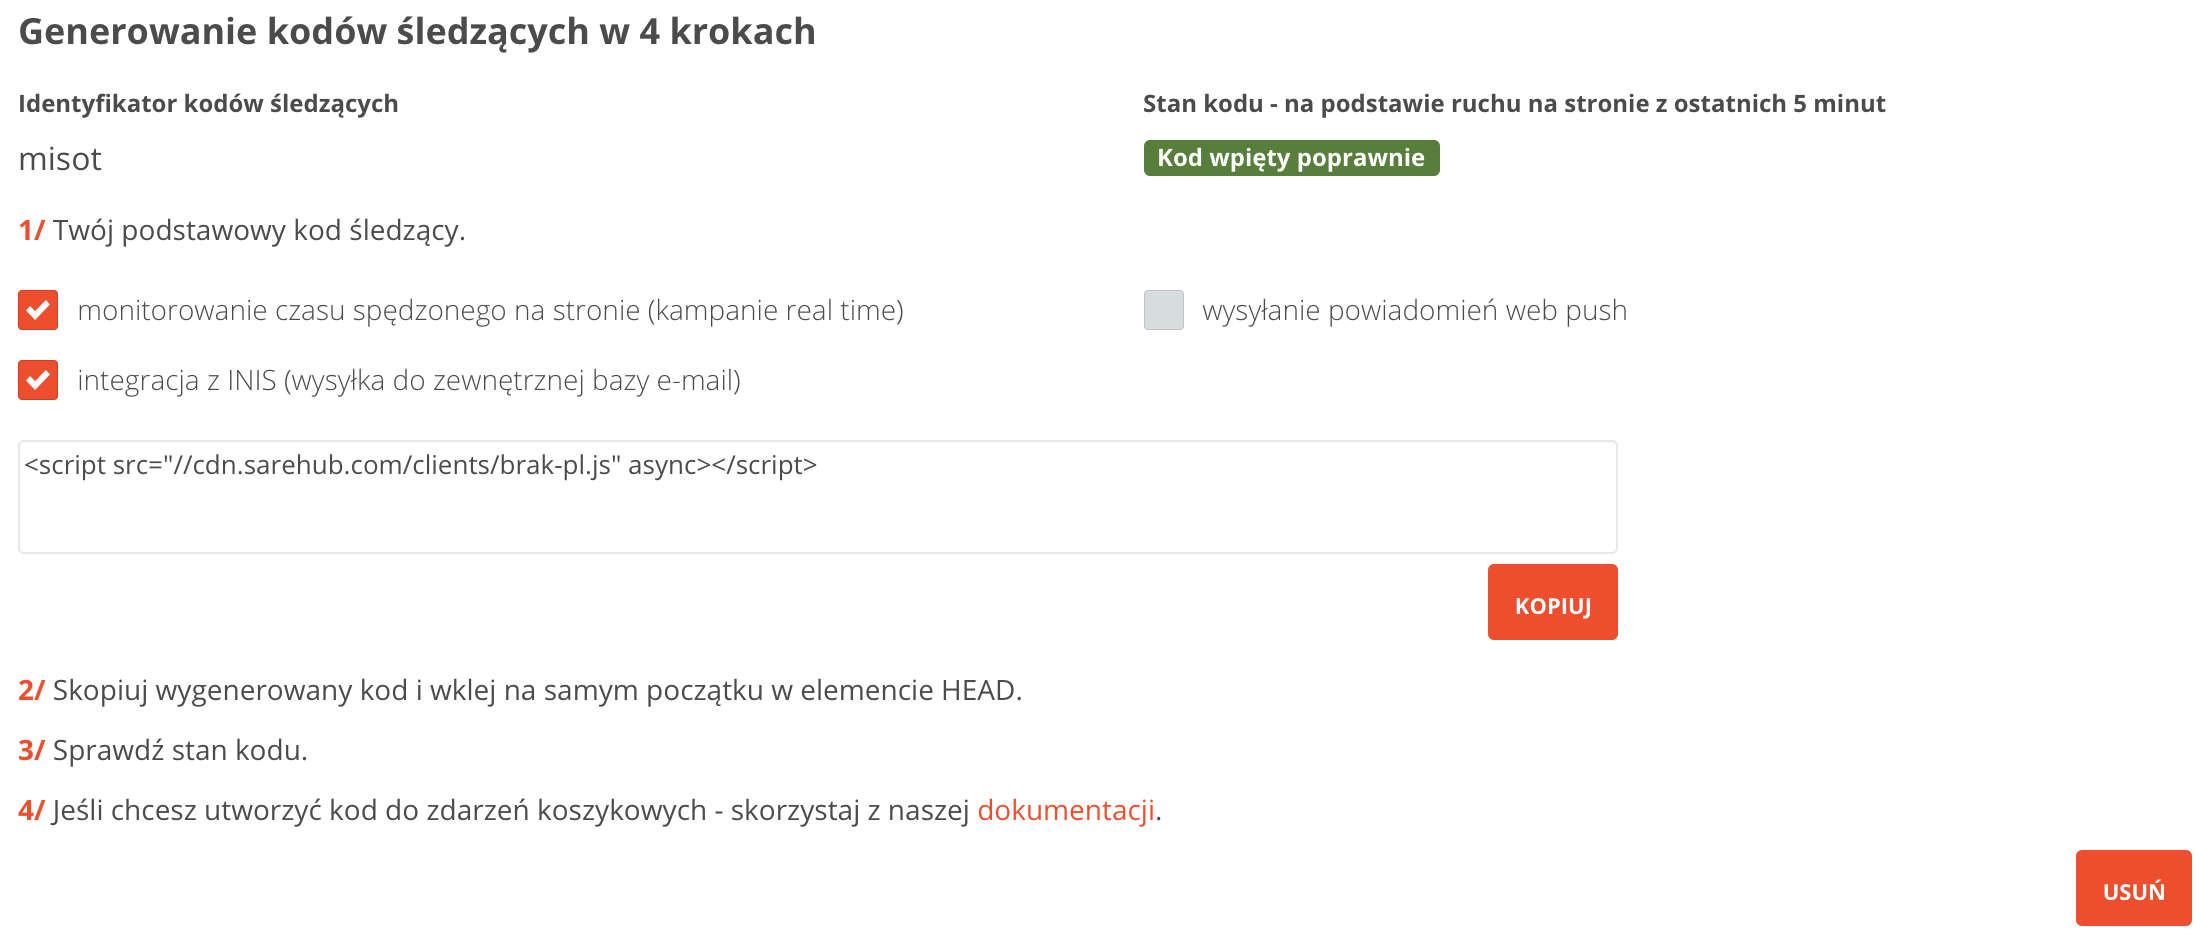 Generowanie kodów śledzących w 4 krokach
Identyfikator kodów śledzących
misot
Stan kodu - na podstawie ruchu na stronie z ostatnich 5 minut
Kod wpięty poprawnie
1/ Twój podstawowy kod śledzący.
monitorowanie czasu spędzonego na stronie (kampanie real time)
wysyłanie powiadomień web push
integracja z INIS (wysyłka do zewnętrznej bazy e-mail)
<script src="//cdn.sarehub.com/clients/brak-pl.js" async></script>
KOPIUJ
2/ Skopiuj wygenerowany kod i wklej na samym początku w elemencie HEAD.
3/ Sprawdź stan kodu.
4/ Jeśli chcesz utworzyć kod do zdarzeń koszykowych - skorzystaj z naszej dokumentacji.
USUŃ